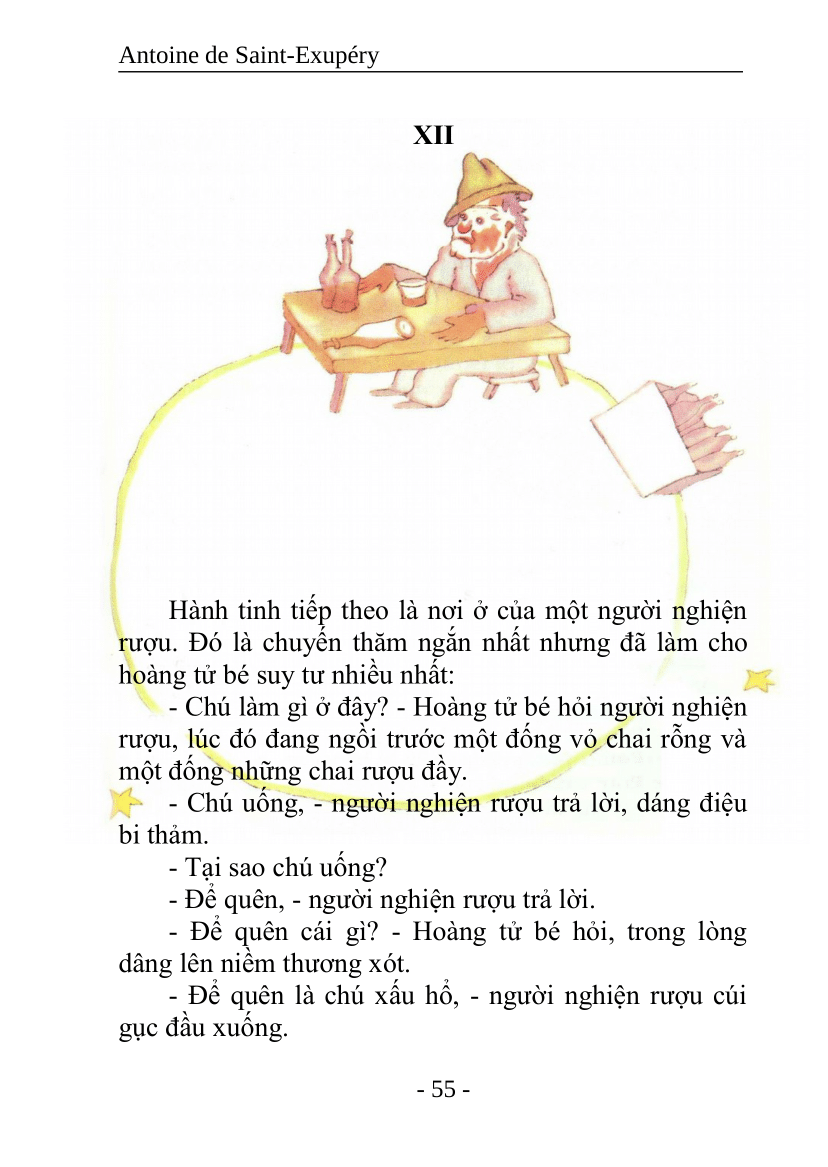 Antoine de Saint-Exupéry
XII
Hành tinh tiếp theo là nơi ở của một người nghiện
rượu. Đó là chuyến thăm ngắn nhất nhưng đã làm cho
hoàng tử bé suy tư nhiều nhất:
- Chú làm gì ở đây? - Hoàng tử bé hỏi người nghiện
rượu, lúc đó đang ngồi trước một đống vỏ chai rỗng và
một đống những chai rượu đầy.
- Chú uống, - người nghiện rượu trả lời, dáng điệu
bi thảm.
- Tại sao chú uống?
- Để quên, - người nghiện rượu trả lời.
- Để quên cái gì? - Hoàng tử bé hỏi, trong lòng
dâng lên niềm thương xót.
- Để quên là chú xấu hổ, - người nghiện rượu cúi
gục đầu xuống.
- 55 -